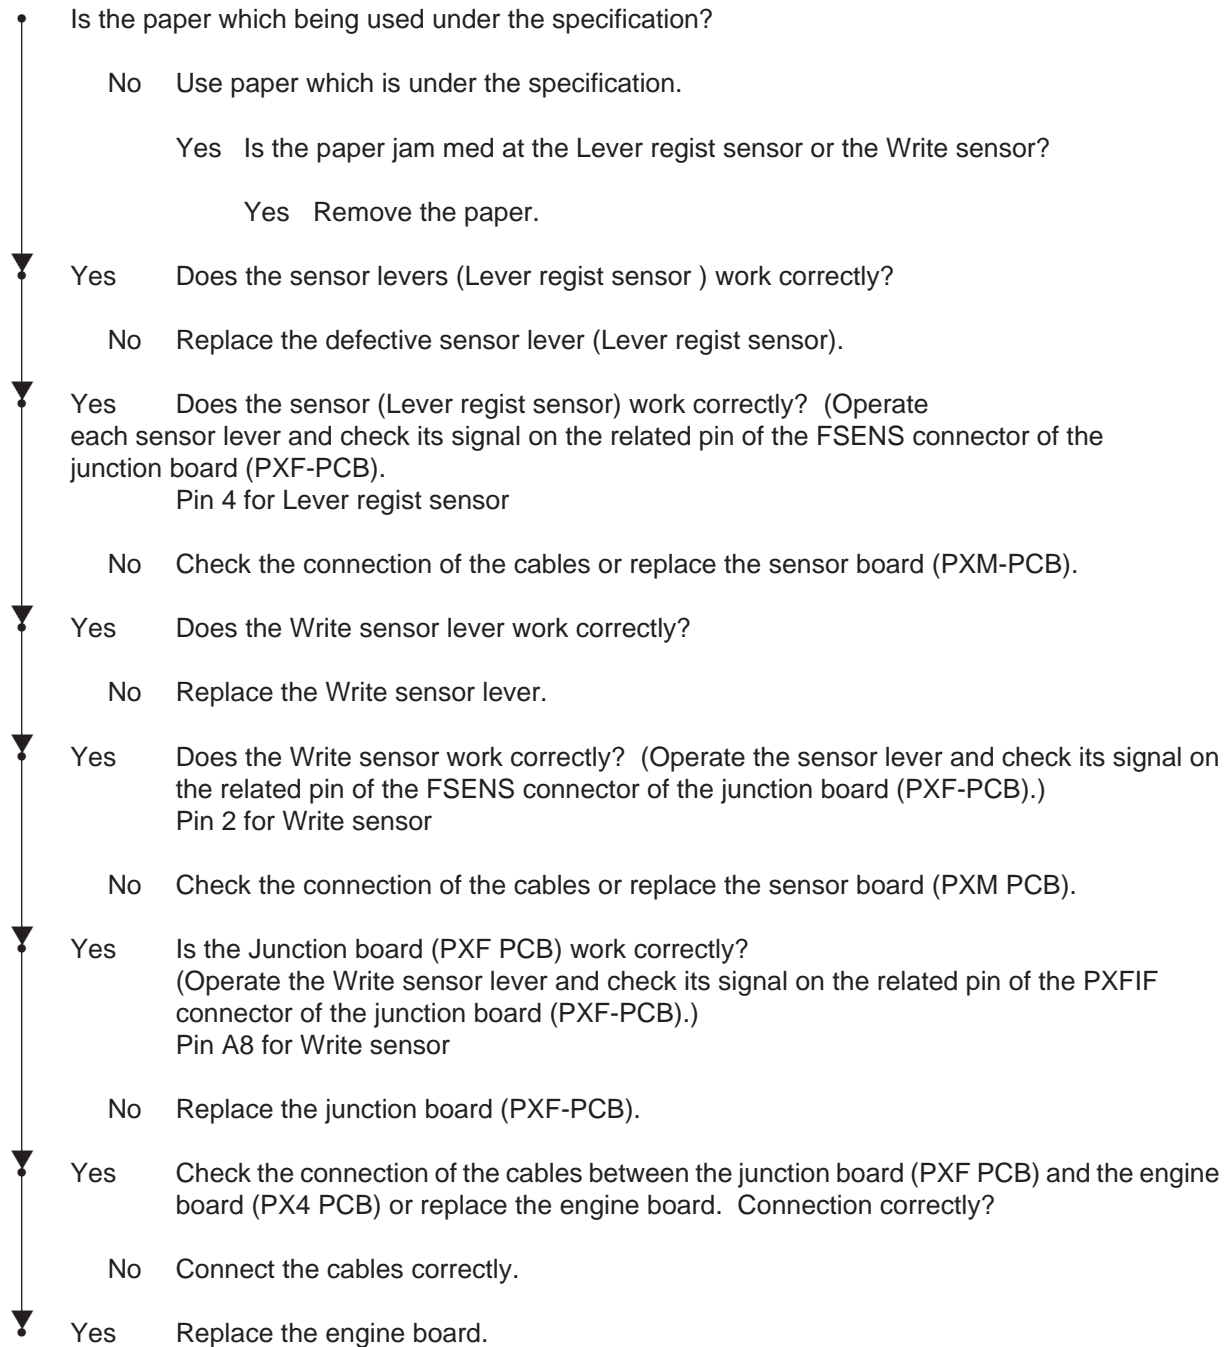 Is the paper which being used under the specification?
No Use paper which is under the specification.
Yes Is the paper jam med at the Lever regist sensor or the Write sensor?
Yes Remove the paper.
Yes Does the sensor levers (Lever regist sensor ) work correctly?
No Replace the defective sensor lever (Lever regist sensor).
Yes Does the sensor (Lever regist sensor) work correctly? (Operate
each sensor lever and check its signal on the related pin of the FSENS connector of the
junction board (PXF-PCB).
Pin 4 for Lever regist sensor
No Check the connection of the cables or replace the sensor board (PXM-PCB).
Yes Does the Write sensor lever work correctly?
No Replace the Write sensor lever.
Yes Does the Write sensor work correctly? (Operate the sensor lever and check its signal on
the related pin of the FSENS connector of the junction board (PXF-PCB).)
Pin 2 for Write sensor
No Check the connection of the cables or replace the sensor board (PXM PCB).
Yes Is the Junction board (PXF PCB) work correctly?
(Operate the Write sensor lever and check its signal on the related pin of the PXFIF
connector of the junction board (PXF-PCB).)
Pin A8 for Write sensor
No Replace the junction board (PXF-PCB).
Yes Check the connection of the cables between the junction board (PXF PCB) and the engine
board (PX4 PCB) or replace the engine board. Connection correctly?
No Connect the cables correctly.
Yes Replace the engine board.